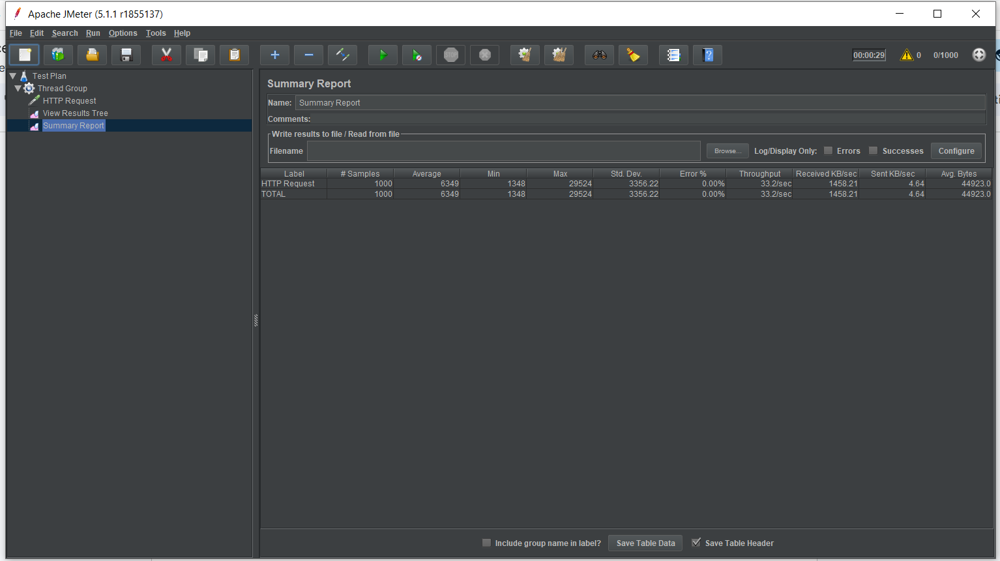 Apache JMeter (5.1.1 r1855137)
File Edit Search Run Options Tools Help
STOP
00:00:29 0 0/1000
Test Plan
Thread Group
HTTP Request
View Results Tree
Summary Report
Summary Report
Name: Summary Report
Comments:
Write results to file / Read from file
Filename Browse... Log/Display Only: Errors Successes Configure
Label # Samples Average Min Max Std. Dev. Error % Throughput Received KB/sec Sent KB/sec Avg. Bytes
HTTP Request 1000 6349 1348 29524 3356.22 0.00% 33.2/sec 1458.21 4.64 44923.0
TOTAL 1000 6349 1348 29524 3356.22 0.00% 33.2/sec 1458.21 4.64 44923.0
Include group name in label? Save Table Data Save Table Header